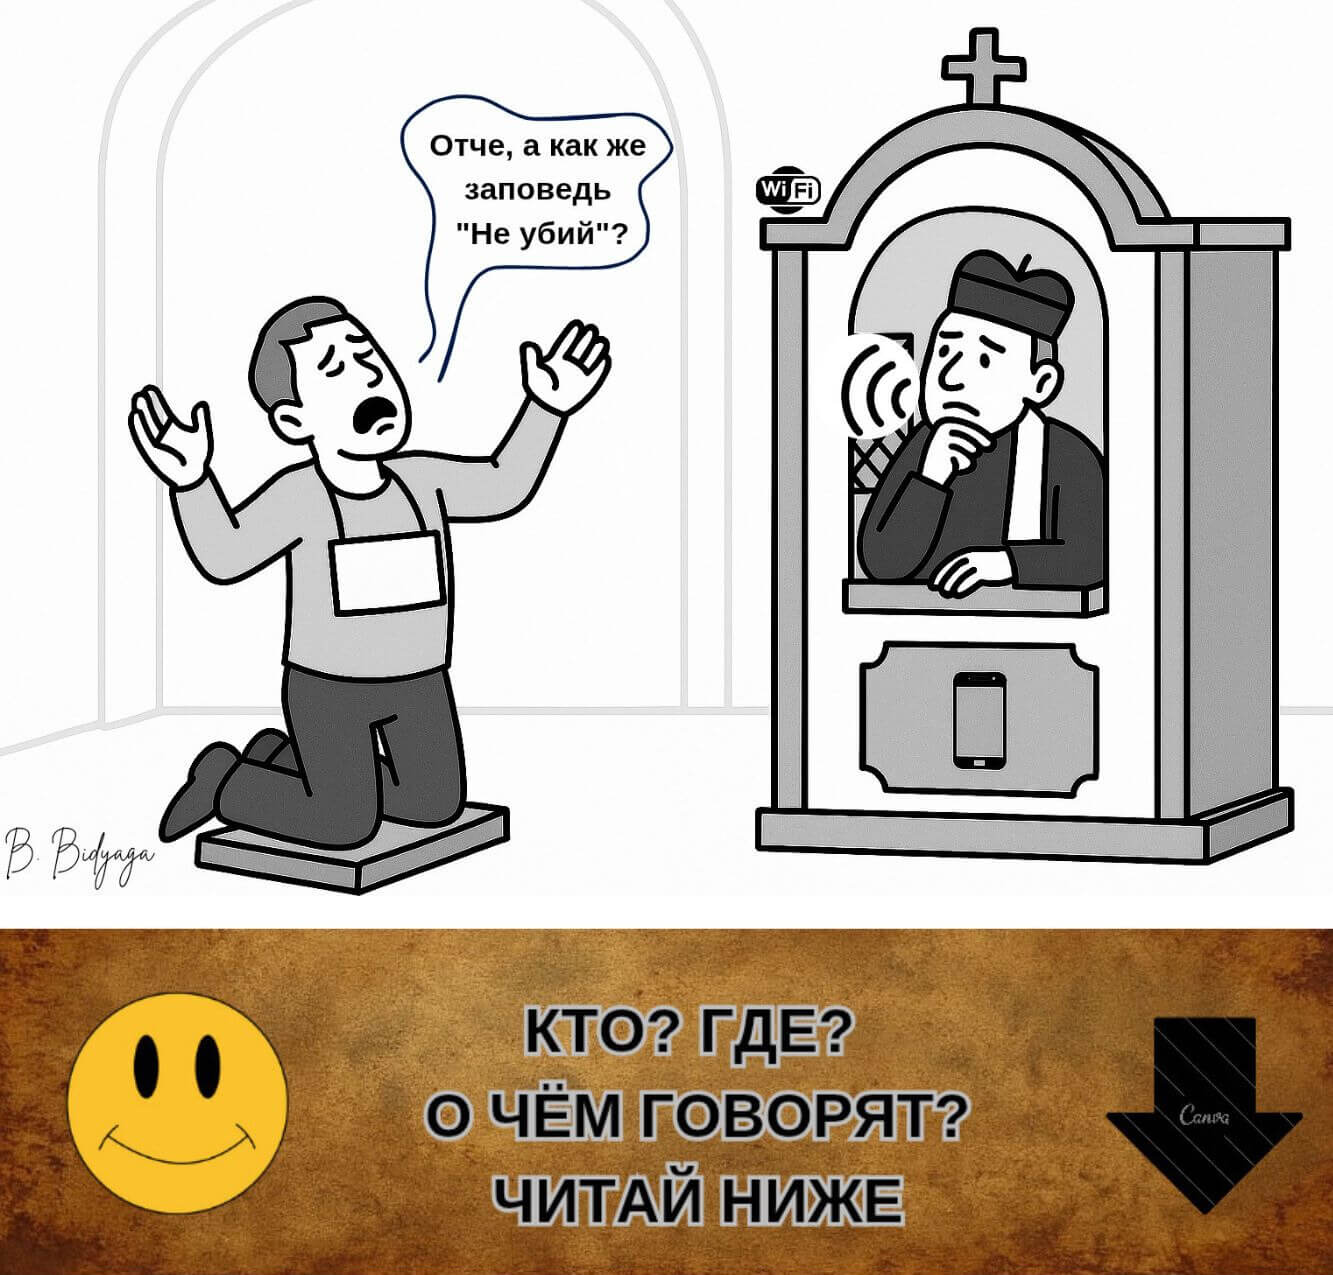 Отче, а как же
заповедь
"Не убий"?
WiFi
B. Bidyaga
КТО? ГДЕ?
О ЧЁМ ГОВОРЯТ?
ЧИТАЙ НИЖЕ
Canva